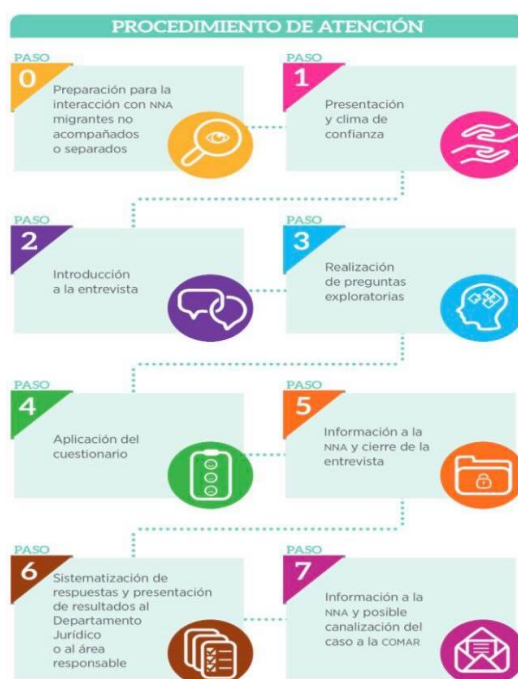 PROCEDIMIENTO DE ATENCIÓN
PASO
0
Preparación para la
interacción con NNA
migrantes no
acompañados
o separados
PASO
1
Presentación
y clima de
confianza
PASO
2
Introducción
a la entrevista
PASO
3
Realización
de preguntas
exploratorias
PASO
4
Aplicación del
cuestionario
PASO
5
Información a la
NNA y cierre de la
entrevista
PASO
6
Sistematización de
respuestas y presentación
de resultados al
Departamento
Jurídico
o al área
responsable
PASO
7
Información a la
NNA y posible
canalización del
caso a la COMAR